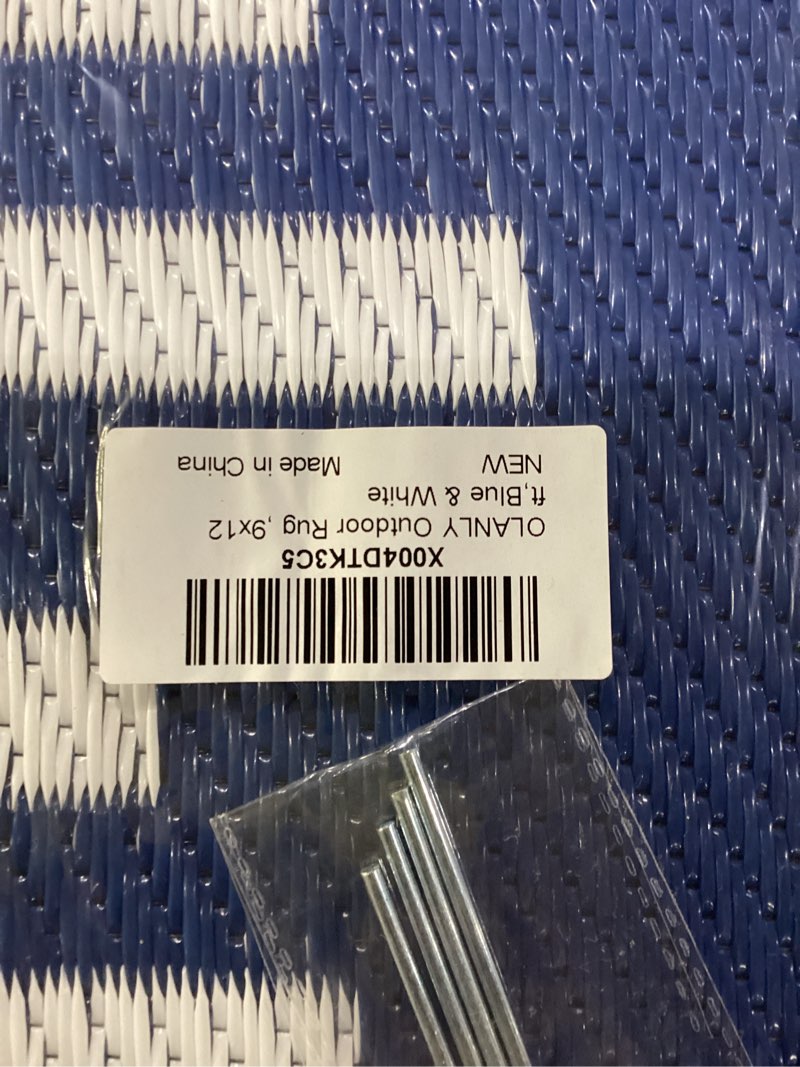 X004DTK3C5
OLANLY Outdoor Rug ,9x12
ft,Blue & White
NEW Made in China